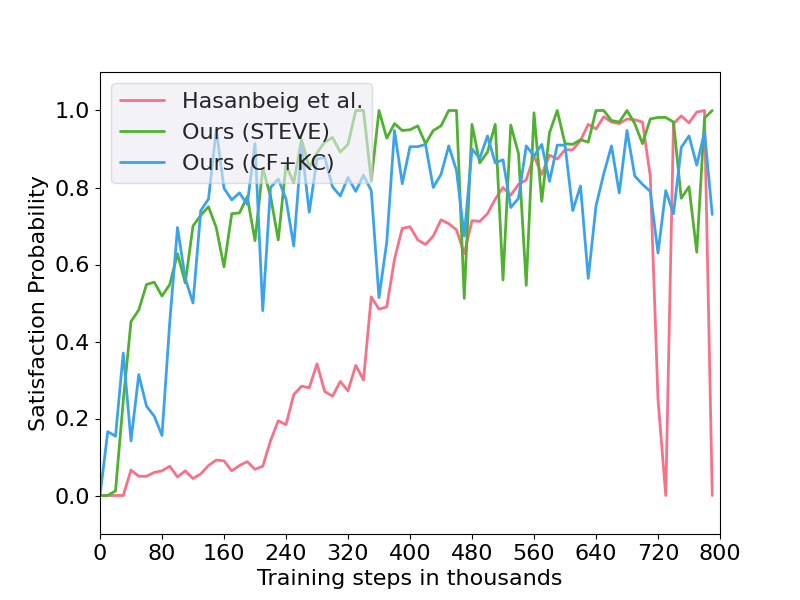 Hasanbeig et al.
Ours (STEVE)
Ours (CF+KC)
1.0
0.8
0.6
0.4
0.2
0.0
Satisfaction Probability
0 80 160 240 320 400 480 560 640 720 800
Training steps in thousands